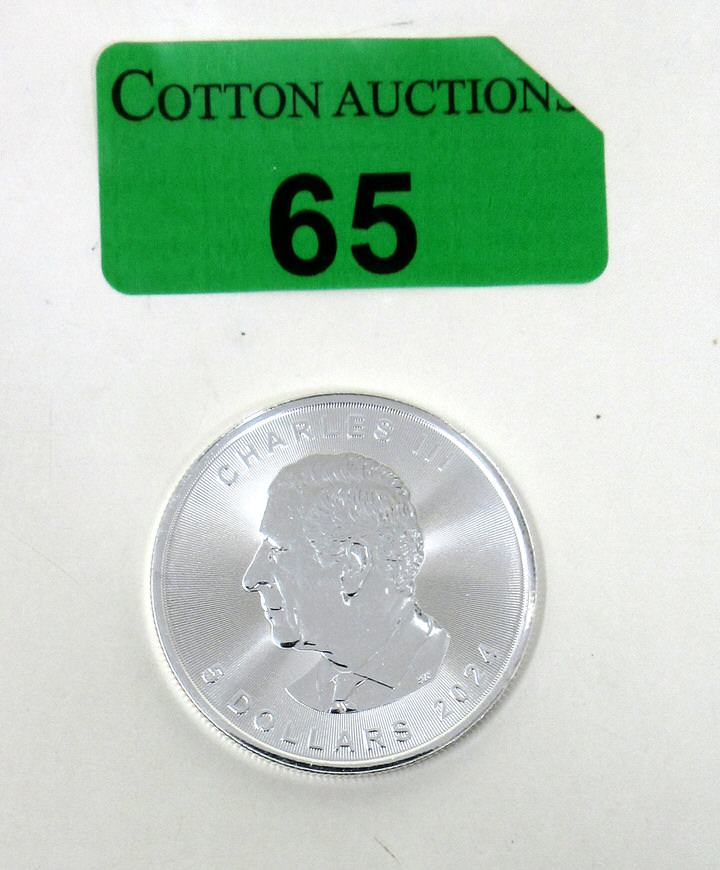 COTTON AUCTIONS
65
CHARLES III
5 DOLLARS 2024